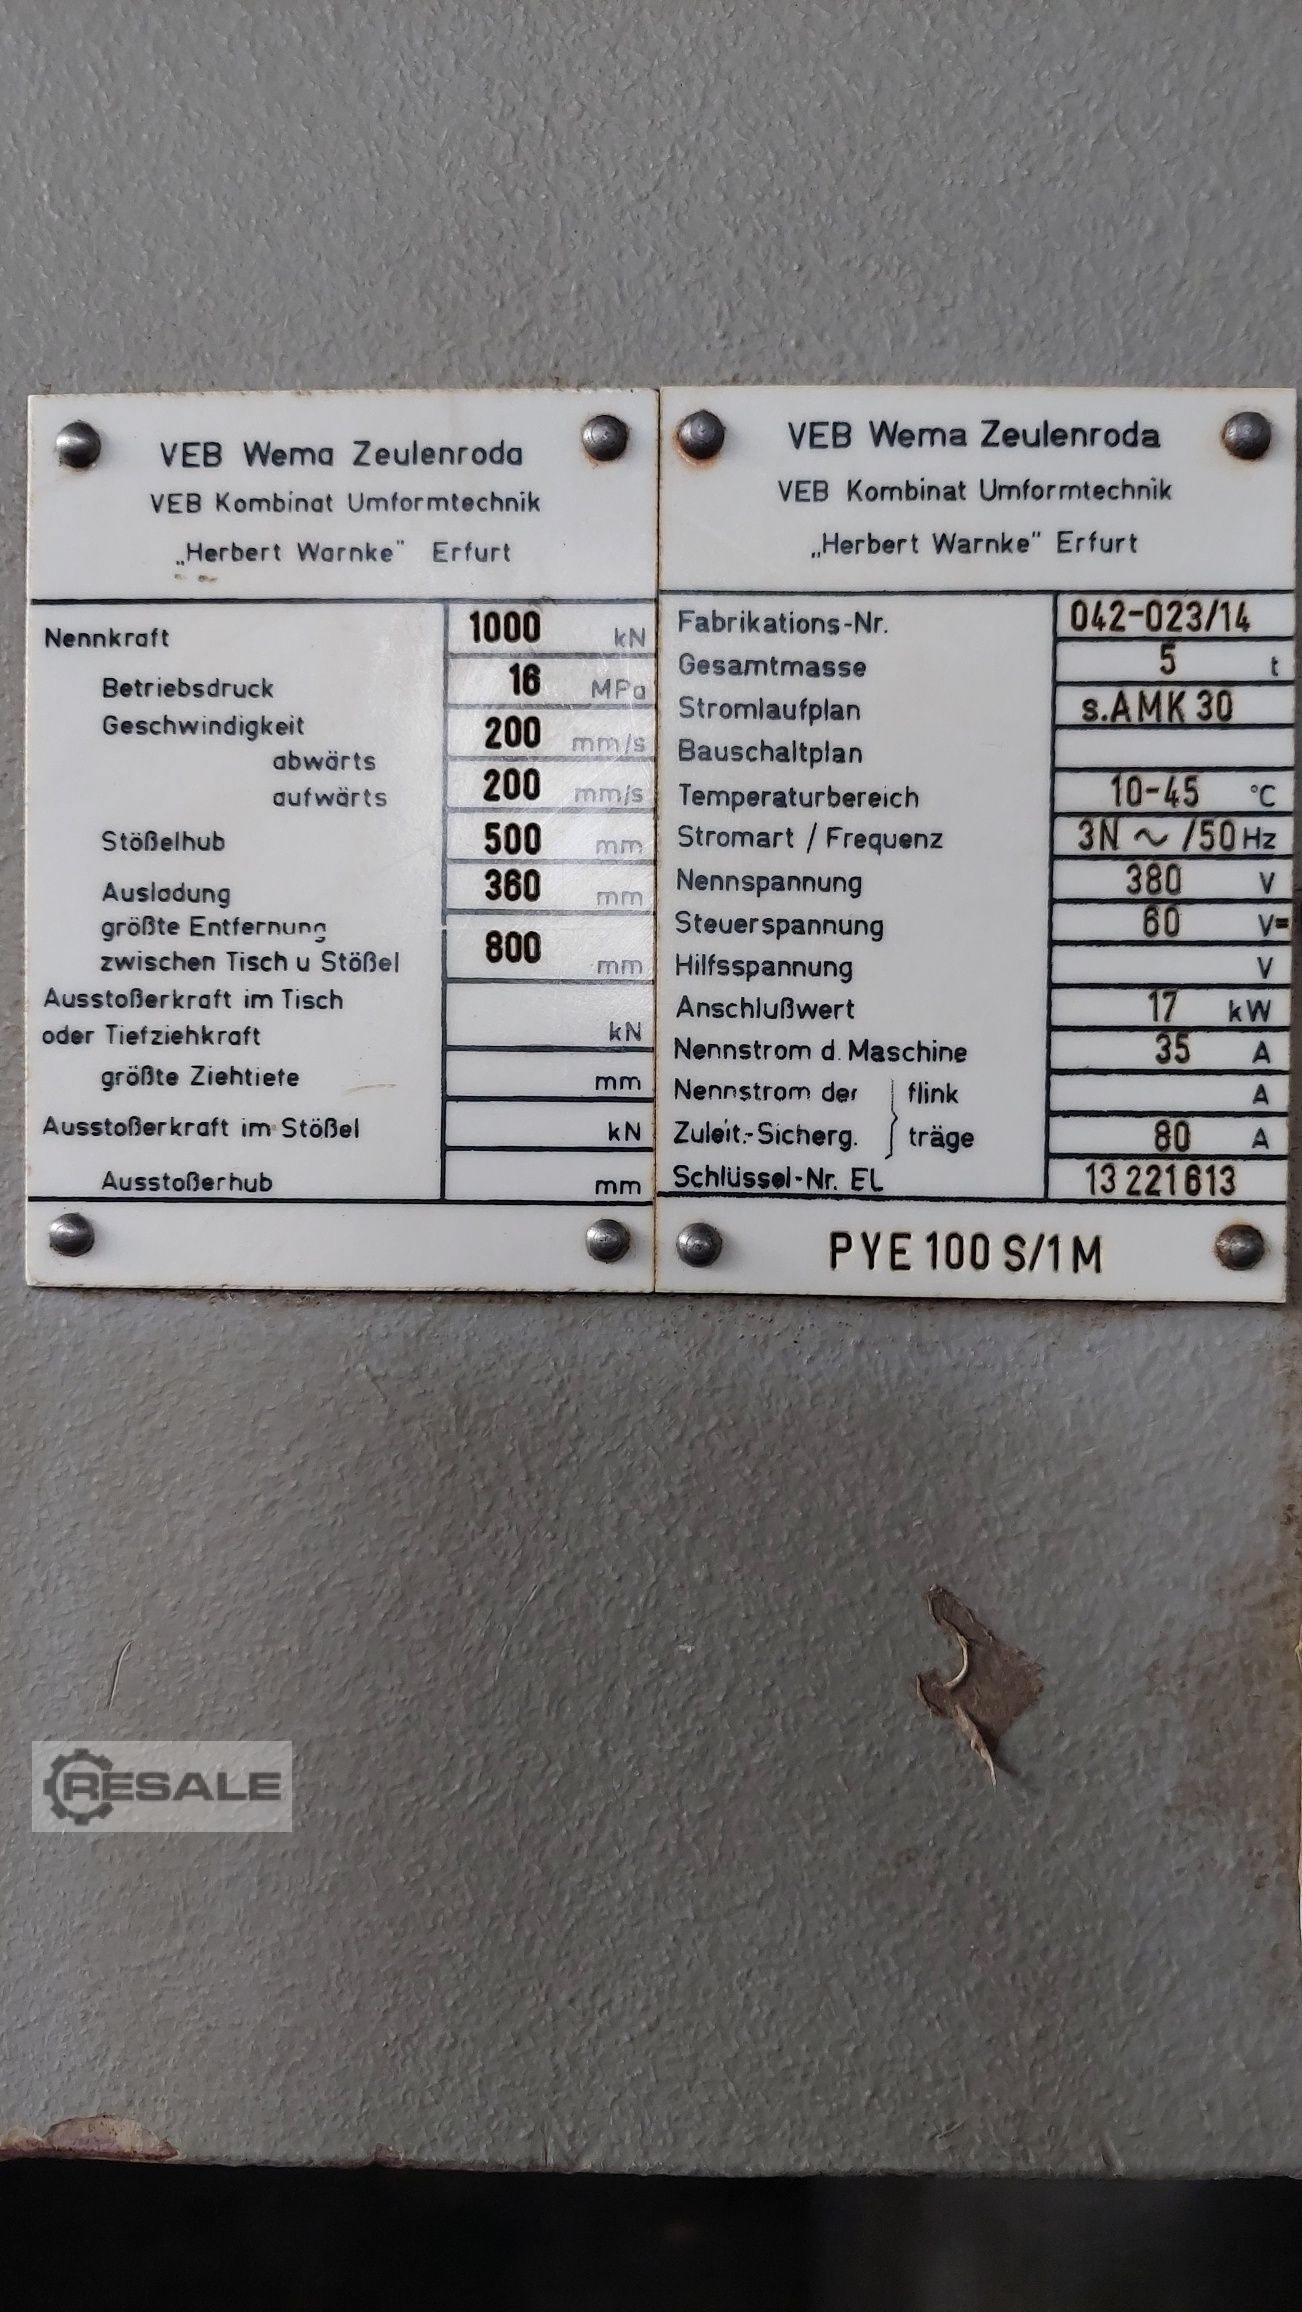 VEB Wema Zeulenroda
VEB Kombinat Umformtechnik
„Herbert Warnke" Erfurt
Nennkraft 1000 kN
Betriebsdruck 16 MPa
Geschwindigkeit
abwärts 200 mm/s
aufwärts 200 mm/s
Stößelhub 500 mm
Ausladung 360 mm
größte Entfernung
zwischen Tisch u Stößel 800 mm
Ausstoßerkraft im Tisch
oder Tiefziehkraft kN
größte Ziehtiefe mm
Ausstoßerkraft im Stößel kN
Ausstoßerhub mm
VEB Wema Zeulenroda
VEB Kombinat Umformtechnik
„Herbert Warnke" Erfurt
Fabrikations-Nr. 042-023/14
Gesamtmasse 5 t
Stromlaufplan s.AMK 30
Bauschaltplan
Temperaturbereich 10-45 °C
Stromart / Frequenz 3N ~ /50 Hz
Nennspannung 380 V
Steuerspannung 60 V=
Hilfsspannung V
Anschlußwert 17 kW
Nennstrom d. Maschine 35 A
Nennstrom der } flink A
Zuleit.-Sicherg. träge 80 A
Schlüssel-Nr. EL 13 221 613
PYE 100 S/1 M
RESALE